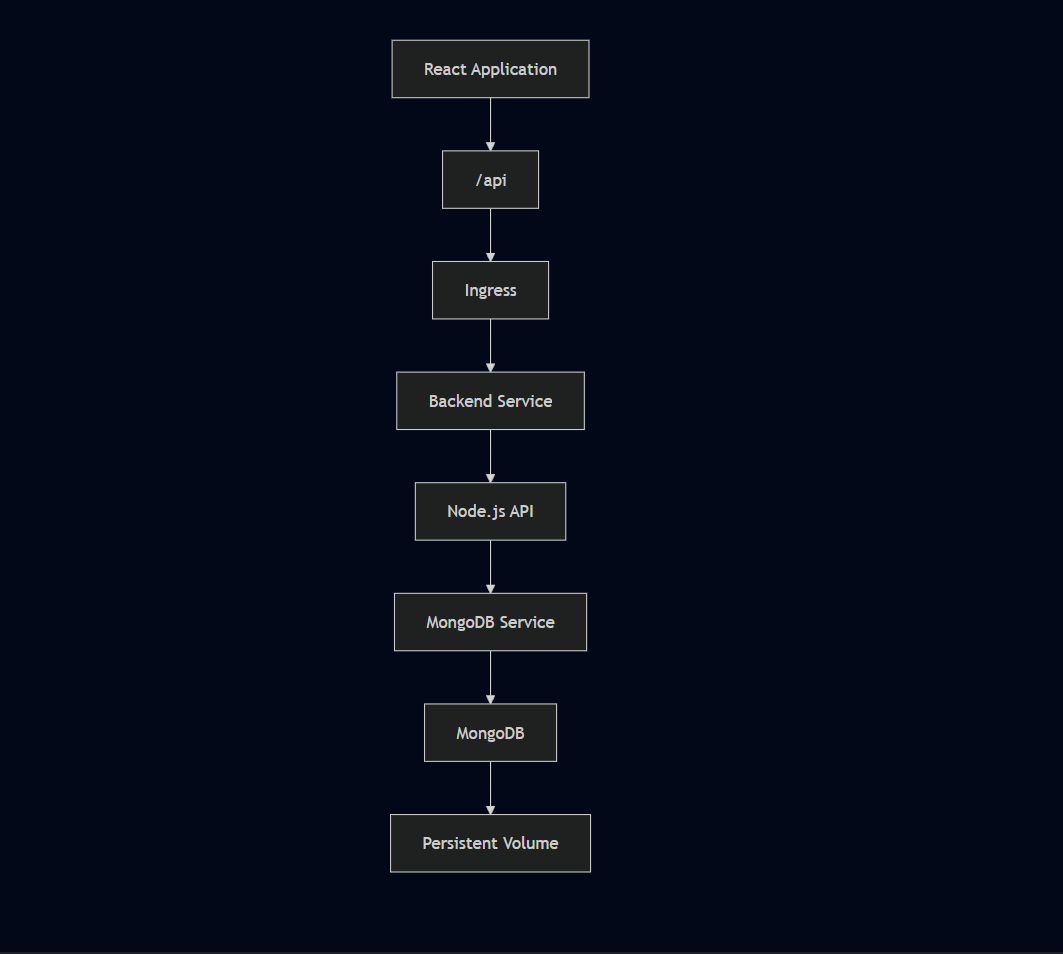 React Application
/api
Ingress
Backend Service
Node.js API
MongoDB Service
MongoDB
Persistent Volume